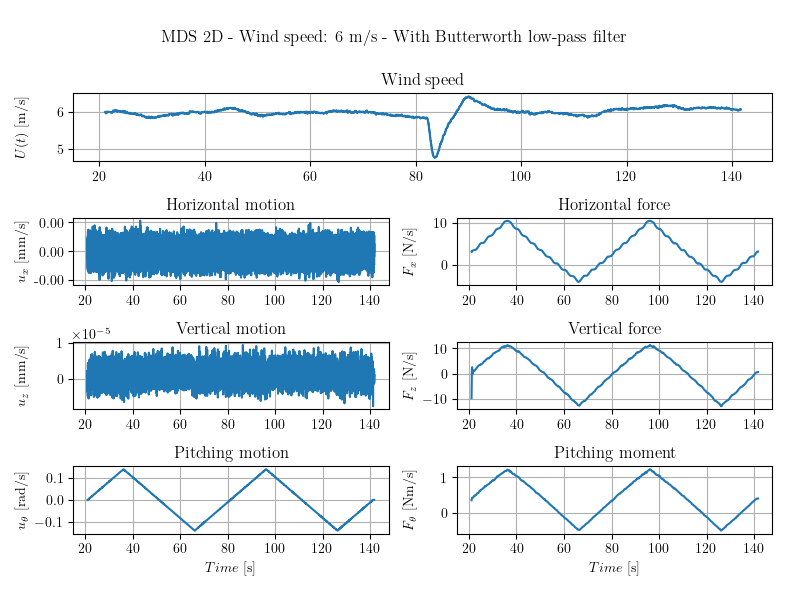 MDS 2D - Wind speed: 6 m/s - With Butterworth low-pass filter
Wind speed
U(t) [m/s]
6
5
20 40 60 80 100 120 140
Horizontal motion
u_x [mm/s]
0.00
0.00
-0.00
20 40 60 80 100 120 140
Horizontal force
F_x [N/s]
10
0
20 40 60 80 100 120 140
Vertical motion
×10⁻⁵
u_z [mm/s]
1
0
20 40 60 80 100 120 140
Vertical force
F_z [N/s]
10
0
−10
20 40 60 80 100 120 140
Pitching motion
u_θ [rad/s]
0.1
0.0
−0.1
20 40 60 80 100 120 140
Time [s]
Pitching moment
F_θ [Nm/s]
1
0
20 40 60 80 100 120 140
Time [s]